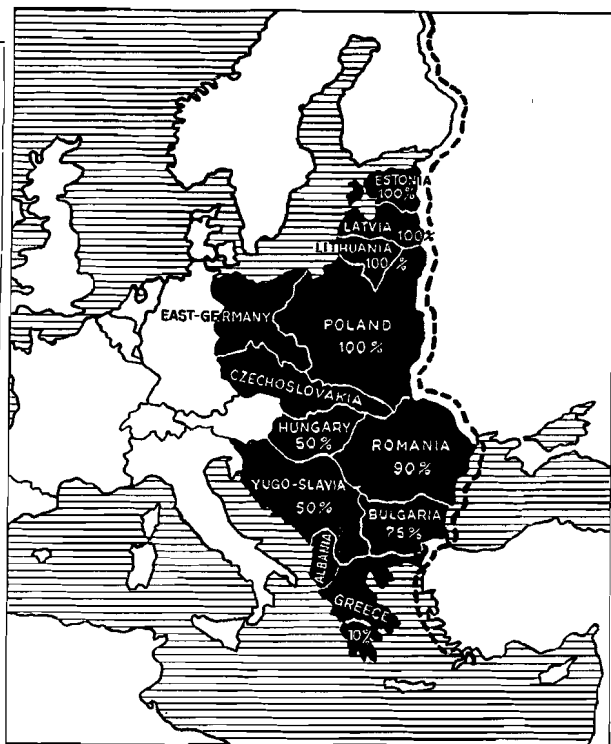 ESTONIA
100%
LATVIA 100%
LITHUANIA
100%
EAST-GERMANY
POLAND
100%
CZECHOSLOVAKIA
HUNGARY
50%
ROMANIA
90%
YUGO-SLAVIA
50%
BULGARIA
75%
ALBANIA
GREECE
10%